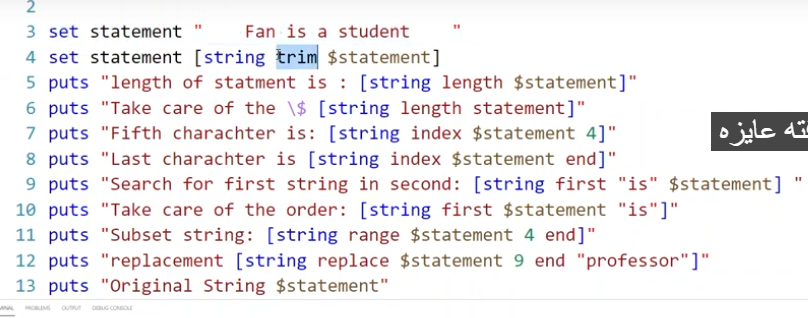 2
3 set statement "    Fan is a student    "
4 set statement [string trim $statement]
5 puts "length of statment is : [string length $statement]"
6 puts "Take care of the \$ [string length statement]"
7 puts "Fifth charachter is: [string index $statement 4]"
عايزه
8 puts "Last charachter is [string index $statement end]"
9 puts "Search for first string in second: [string first "is" $statement] "
10 puts "Take care of the order: [string first $statement "is"]"
11 puts "Subset string: [string range $statement 4 end]"
12 puts "replacement [string replace $statement 9 end "professor"]"
13 puts "Original String $statement"
PROBLEMS OUTPUT DEBUG CONSOLE